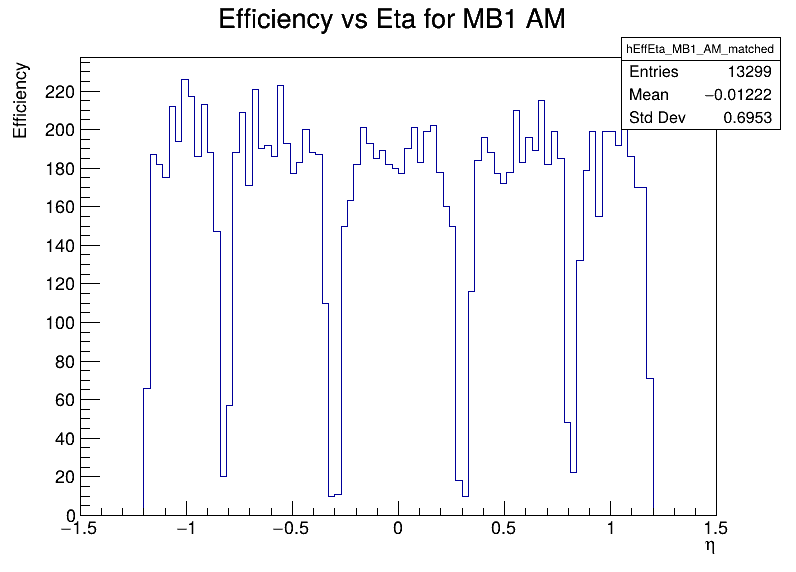 Efficiency vs Eta for MB1 AM
hEffEta_MB1_AM_matched
Entries 13299
Mean −0.01222
Std Dev 0.6953
Efficiency
220
200
180
160
140
120
100
80
60
40
20
0
−1.5 −1 −0.5 0 0.5 1 1.5
η